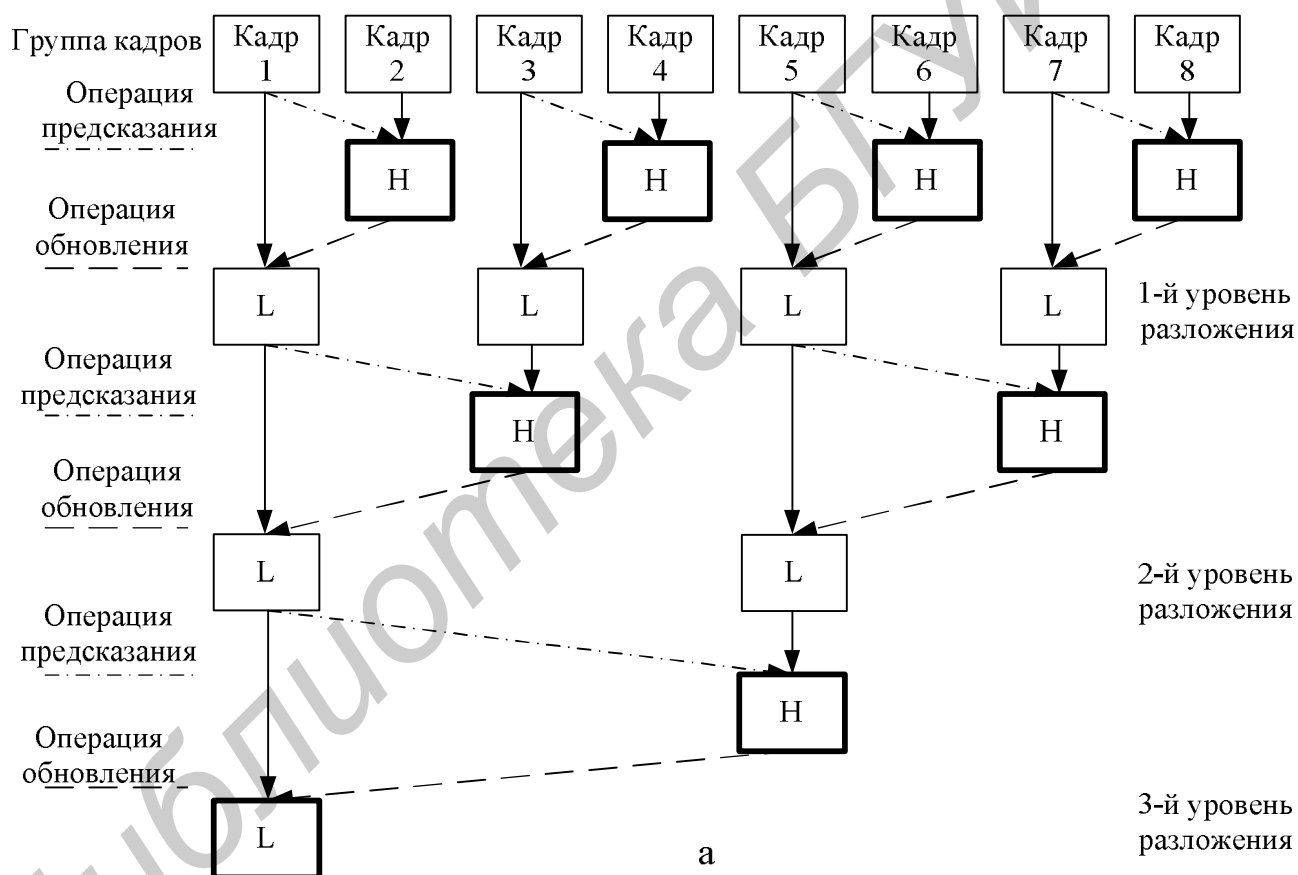 Группа кадров
Кадр
1
Кадр
2
Кадр
3
Кадр
4
Кадр
5
Кадр
6
Кадр
7
Кадр
8
Операция
предсказания
H
H
H
H
Операция
обновления
L
L
L
L
1-й уровень
разложения
Операция
предсказания
H
H
Операция
обновления
L
L
2-й уровень
разложения
Операция
предсказания
H
Операция
обновления
L
3-й уровень
разложения
а
Библиотека БГУИ